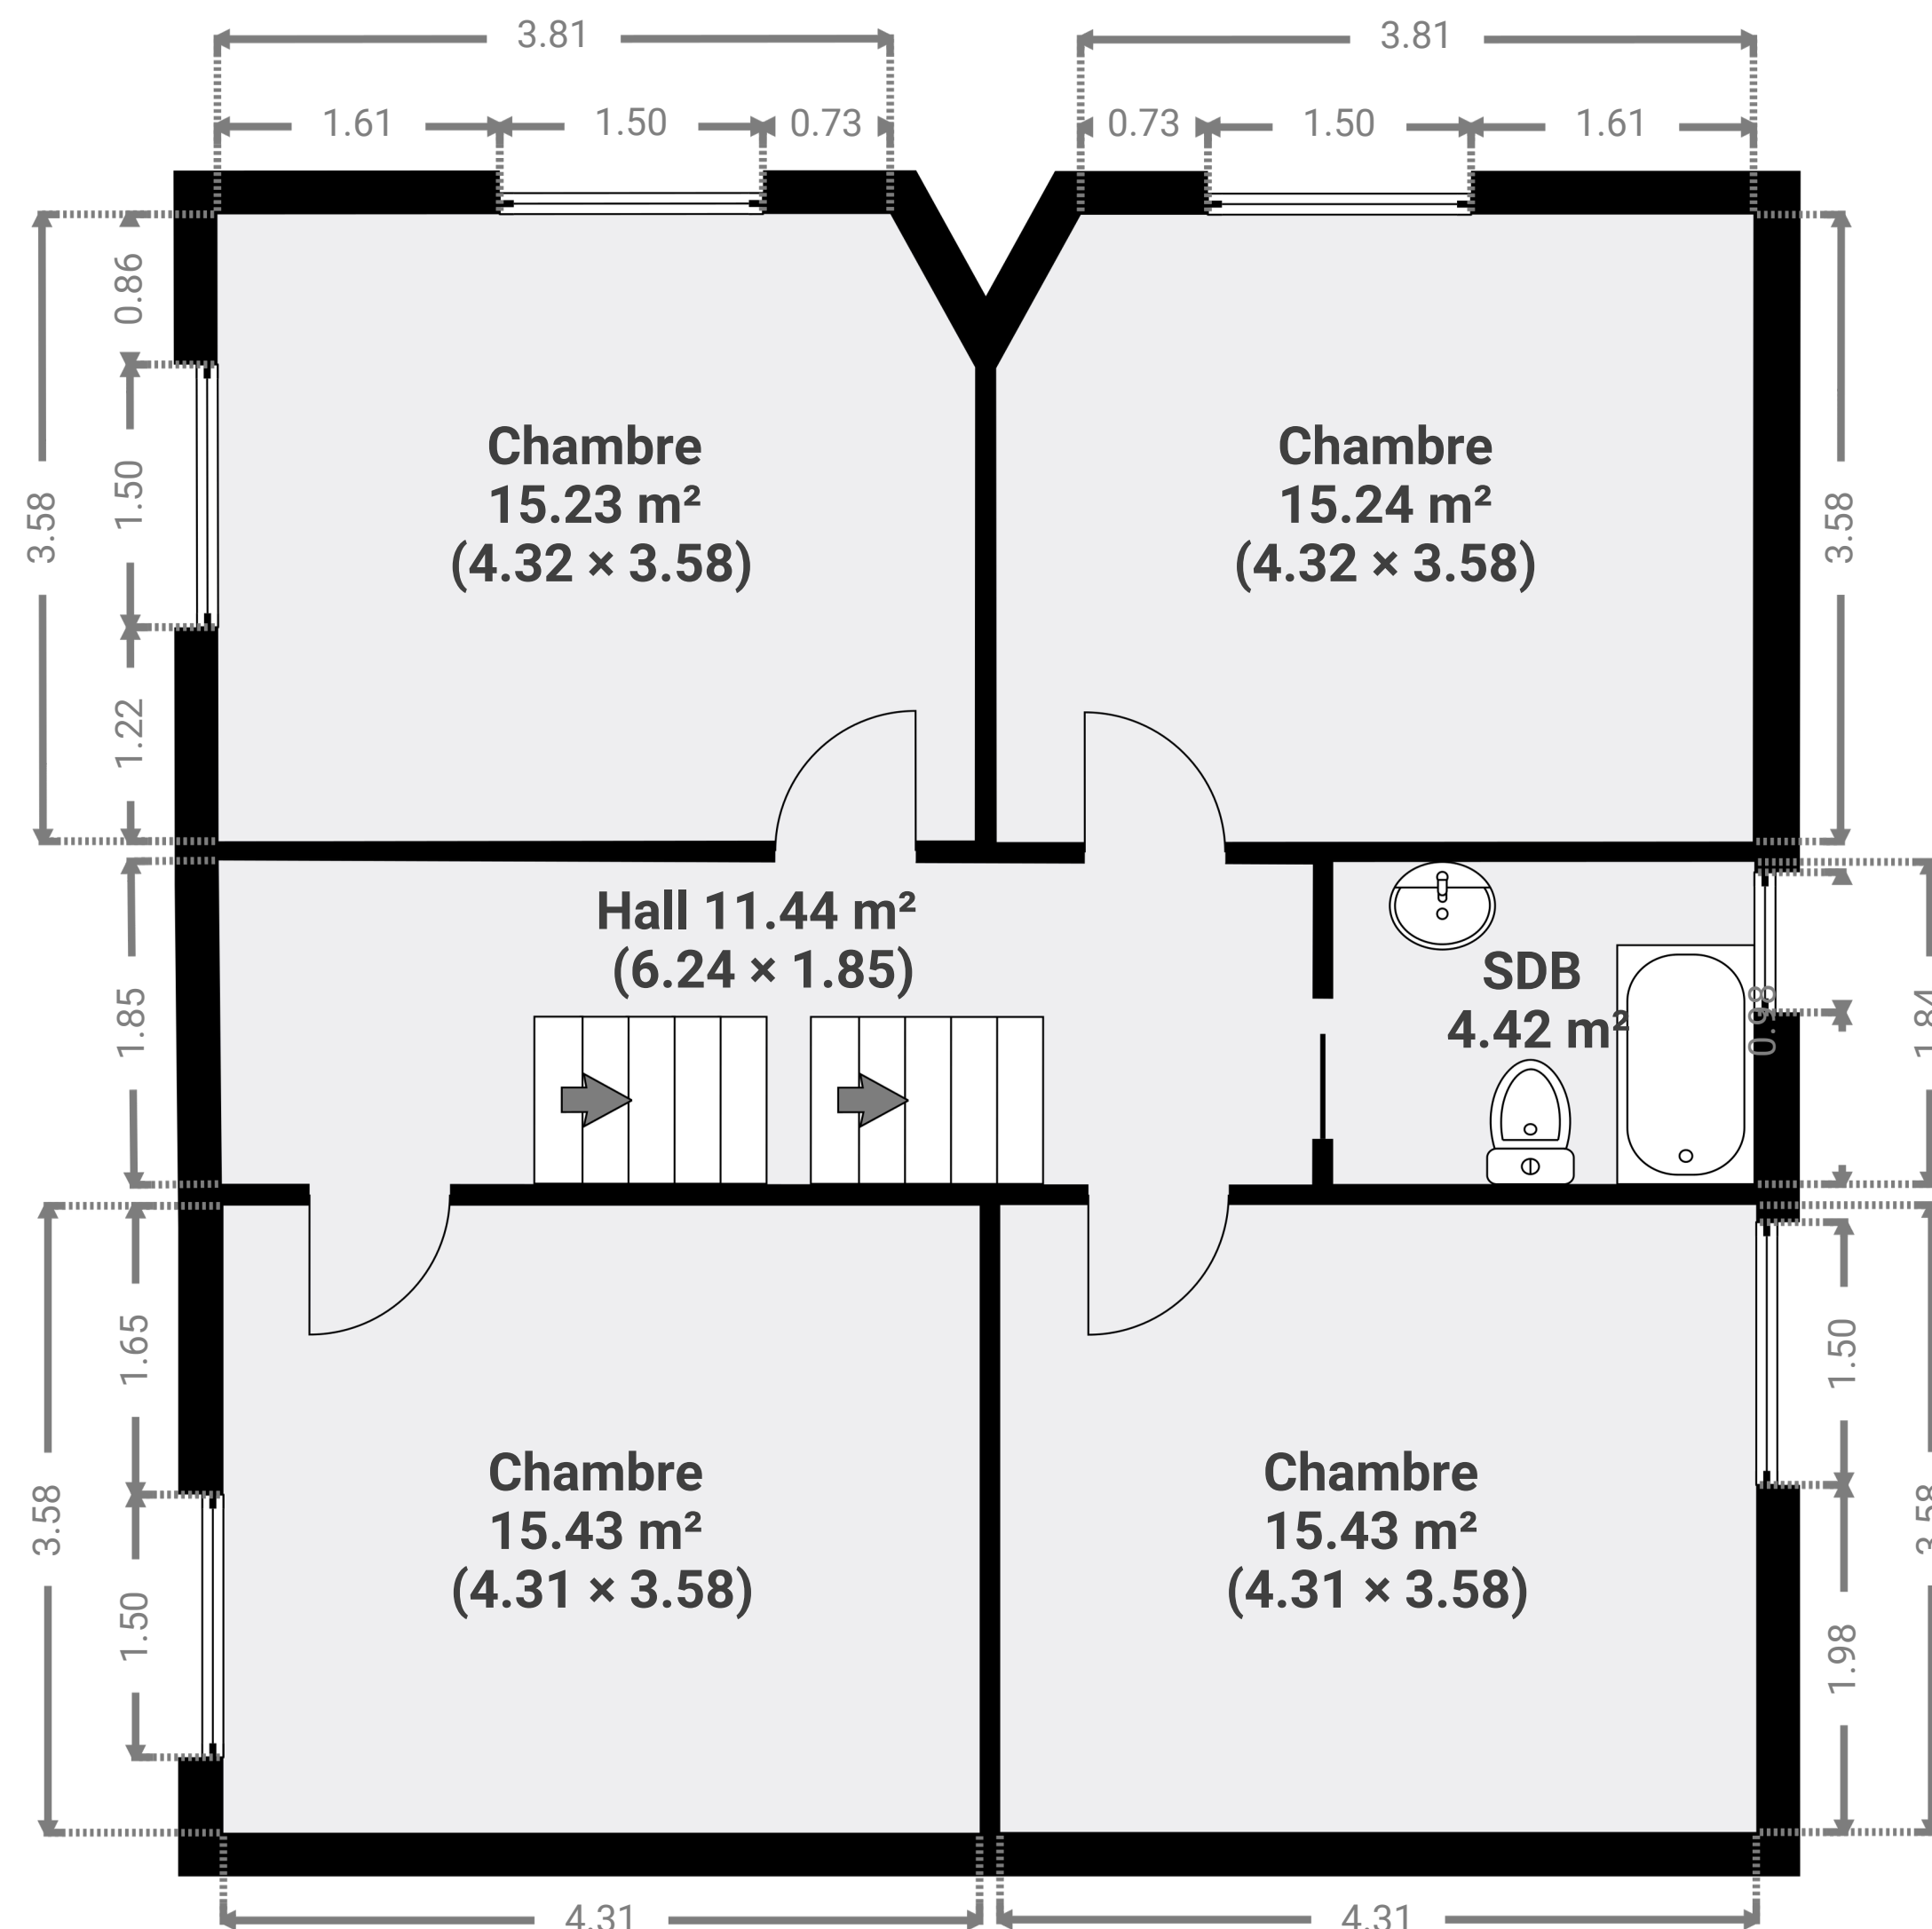 3.81
3.81
1.61
1.50
0.73
0.73
1.50
1.61
0.86
1.50
3.58
1.22
3.58
Chambre
15.23 m²
(4.32 × 3.58)
Chambre
15.24 m²
(4.32 × 3.58)
Hall 11.44 m²
(6.24 × 1.85)
SDB
4.42 m²
1.85
0.98
1.84
1.65
3.58
1.50
1.50
3.58
1.98
Chambre
15.43 m²
(4.31 × 3.58)
Chambre
15.43 m²
(4.31 × 3.58)
4.31
4.31